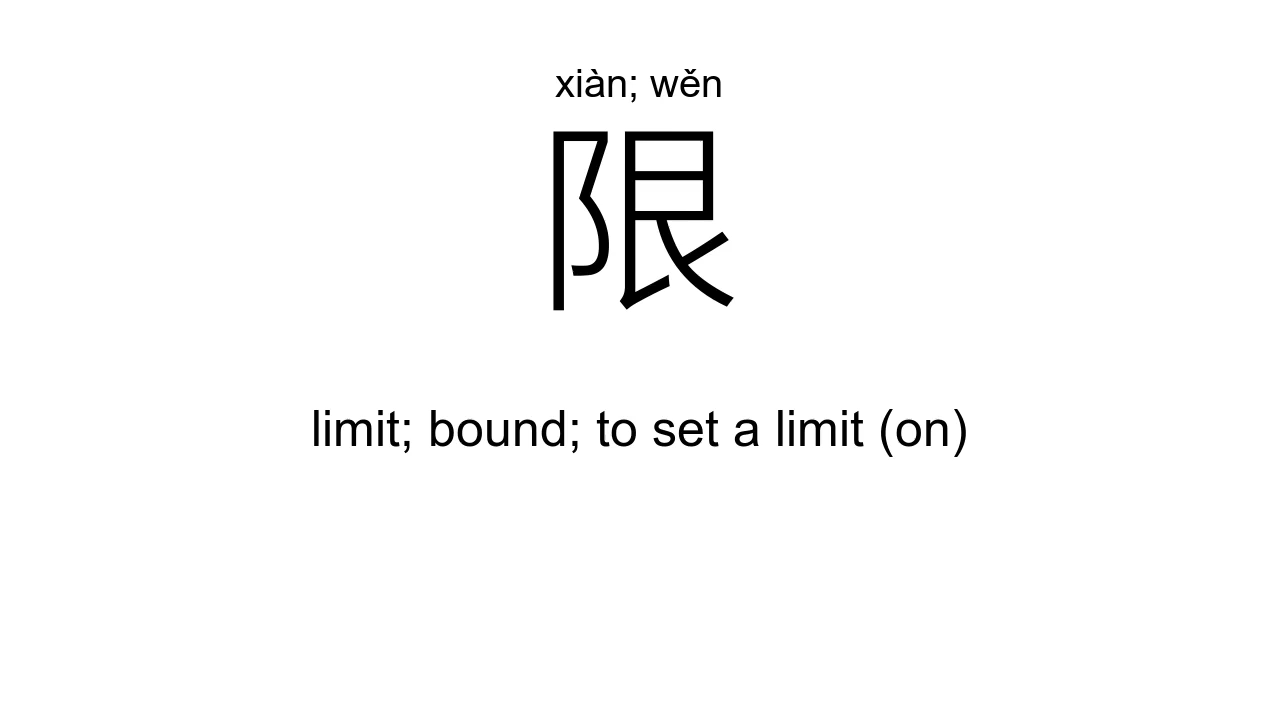 xiàn; wěn
限
limit; bound; to set a limit (on)